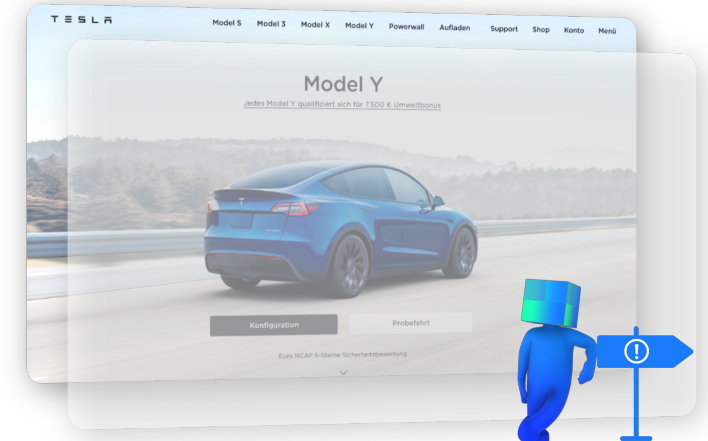 TESLA
Model S Model 3 Model X Model Y Powerwall Aufladen Support Shop Konto Menü
Model Y
Jedes Model Y qualifiziert sich für 7.500 € Umweltbonus
Konfiguration Probefahrt
Euro NCAP 5-Sterne Sicherheitsbewertung
!